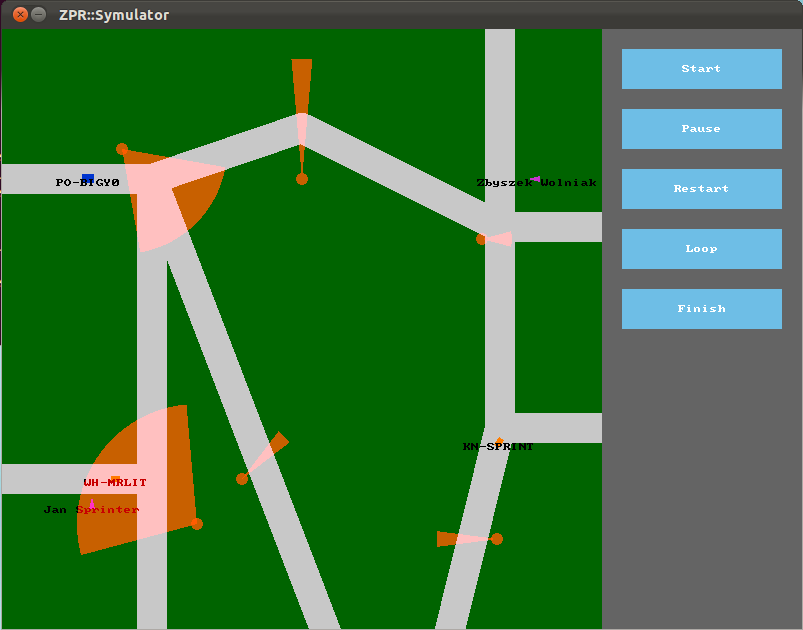 ZPR::Symulator
Start
Pause
Restart
Loop
Finish
PO-BIGY0
Zbyszek Wolniak
KN-SPRINT
WH-MRLIT
Jan Sprinter